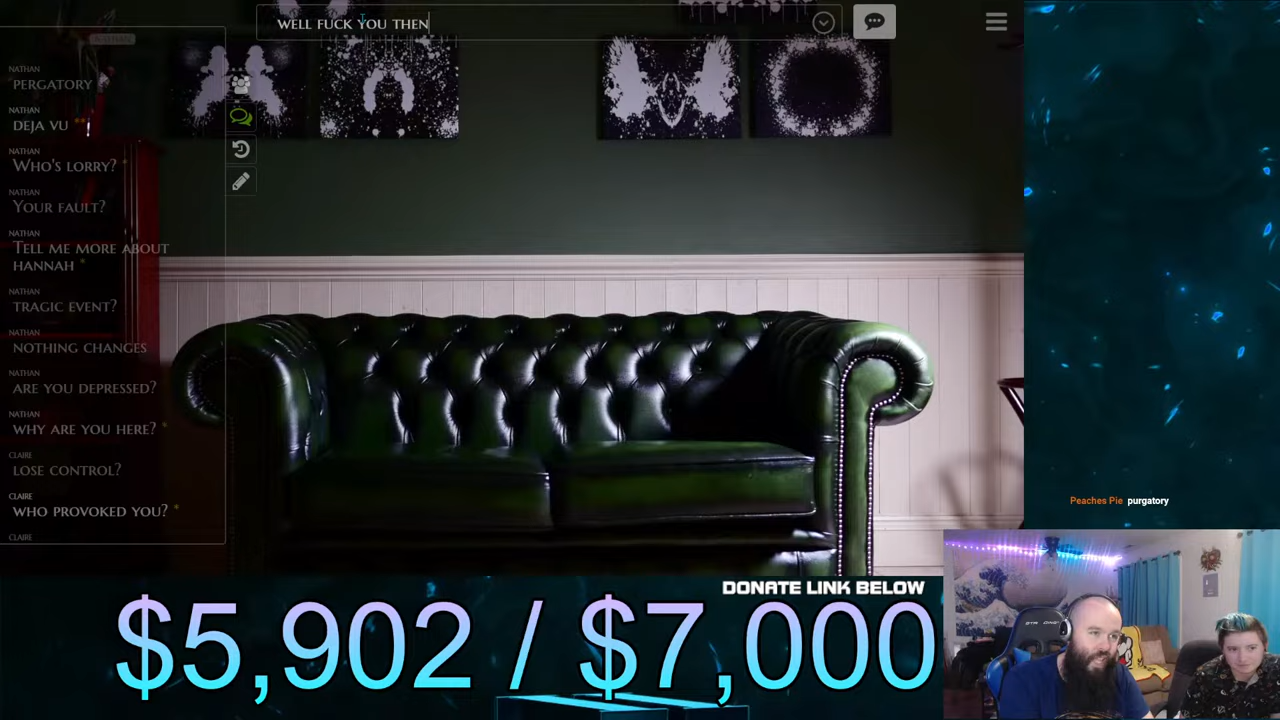 WELL FUCK YOU THEN
NATHAN
NATHAN
PERGATORY
NATHAN
DEJA VU **
NATHAN
WHO'S LORRY? *
NATHAN
YOUR FAULT?
NATHAN
TELL ME MORE ABOUT
HANNAH *
NATHAN
TRAGIC EVENT?
NATHAN
NOTHING CHANGES
NATHAN
ARE YOU DEPRESSED?
NATHAN
WHY ARE YOU HERE? *
CLAIRE
LOSE CONTROL?
CLAIRE
WHO PROVOKED YOU? *
CLAIRE
Peaches Pie purgatory
DONATE LINK BELOW
$5,902 / $7,000